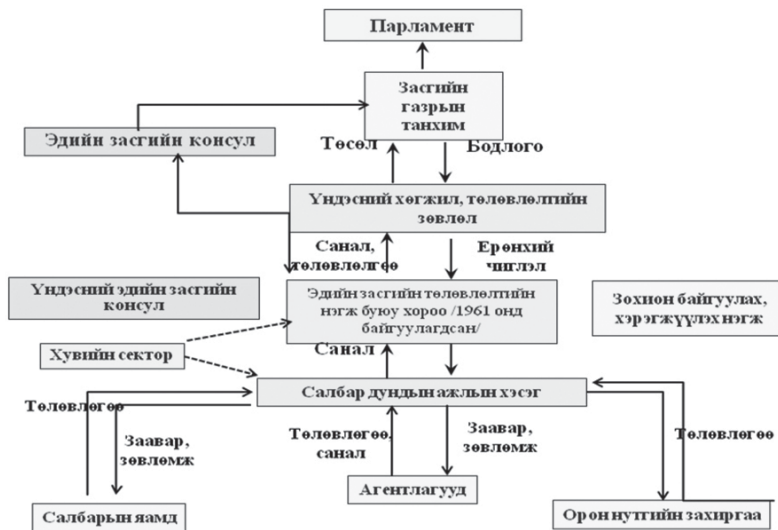 Парламент
Засгийн
газрын
танхим
Эдийн засгийн консул
Төсөл
Бодлого
Үндэсний хөгжил, төлөвлөлтийн
зөвлөл
Санал,
төлөвлөлгөө
Ерөнхий
чиглэл
Үндэсний эдийн засгийн
консул
Эдийн засгийн төлөвлөлтийн
нэгж буюу хороо /1961 онд
байгуулагдсан/
Зохион байгуулах,
хэрэгжүүлэх нэгж
Хувийн сектор
Санал
Салбар дундын ажлын хэсэг
Төлөвлөгөө
Заавар,
зөвлөмж
Төлөвлөгөө,
санал
Заавар,
зөвлөмж
Төлөвлөгөө
Салбарын яамд
Агентлагууд
Орон нутгийн захиргаа